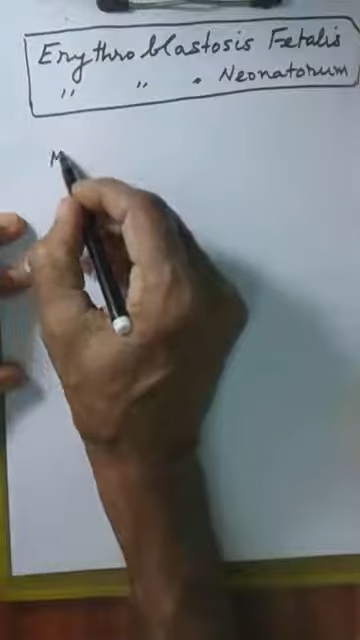 Erythroblastosis Fetalis
" " . Neonatorum
M